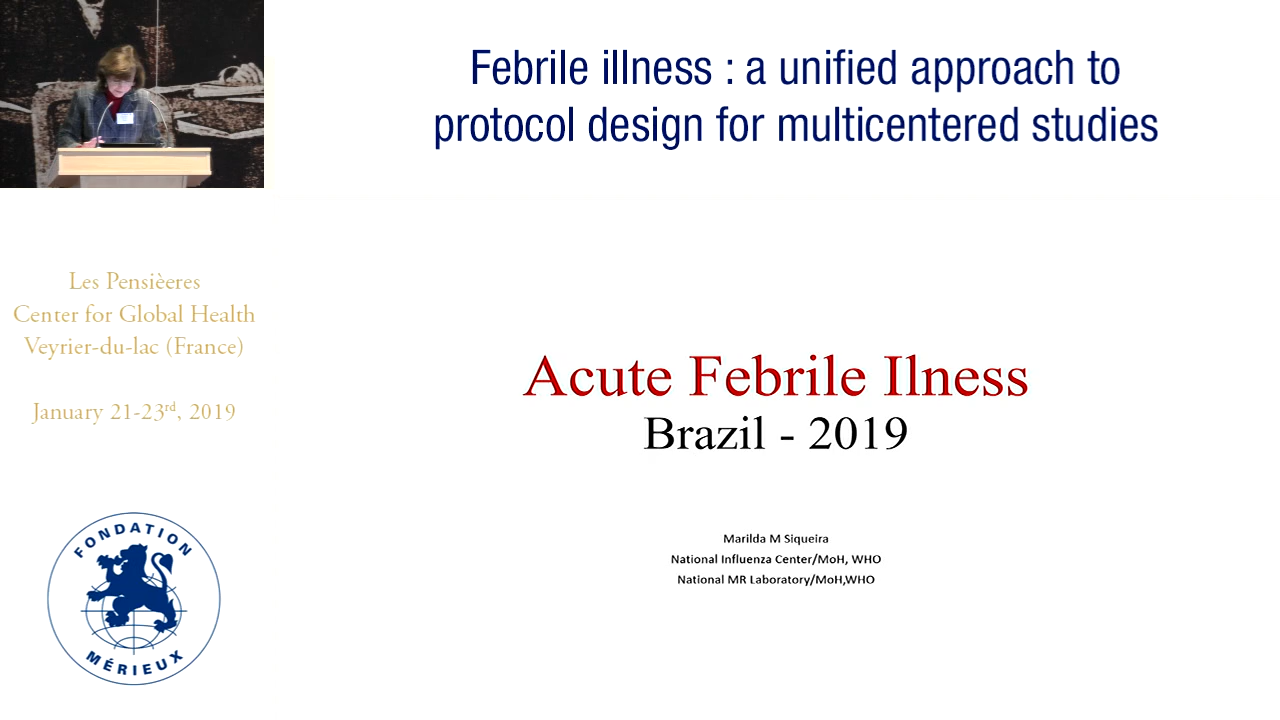 Febrile illness : a unified approach to
protocol design for multicentered studies
Les Pensièeres
Center for Global Health
Veyrier-du-lac (France)
January 21-23rd, 2019
FONDATION
MÉRIEUX
Acute Febrile Ilness
Brazil - 2019
Marilda M Siqueira
National Influenza Center/MoH, WHO
National MR Laboratory/MoH,WHO